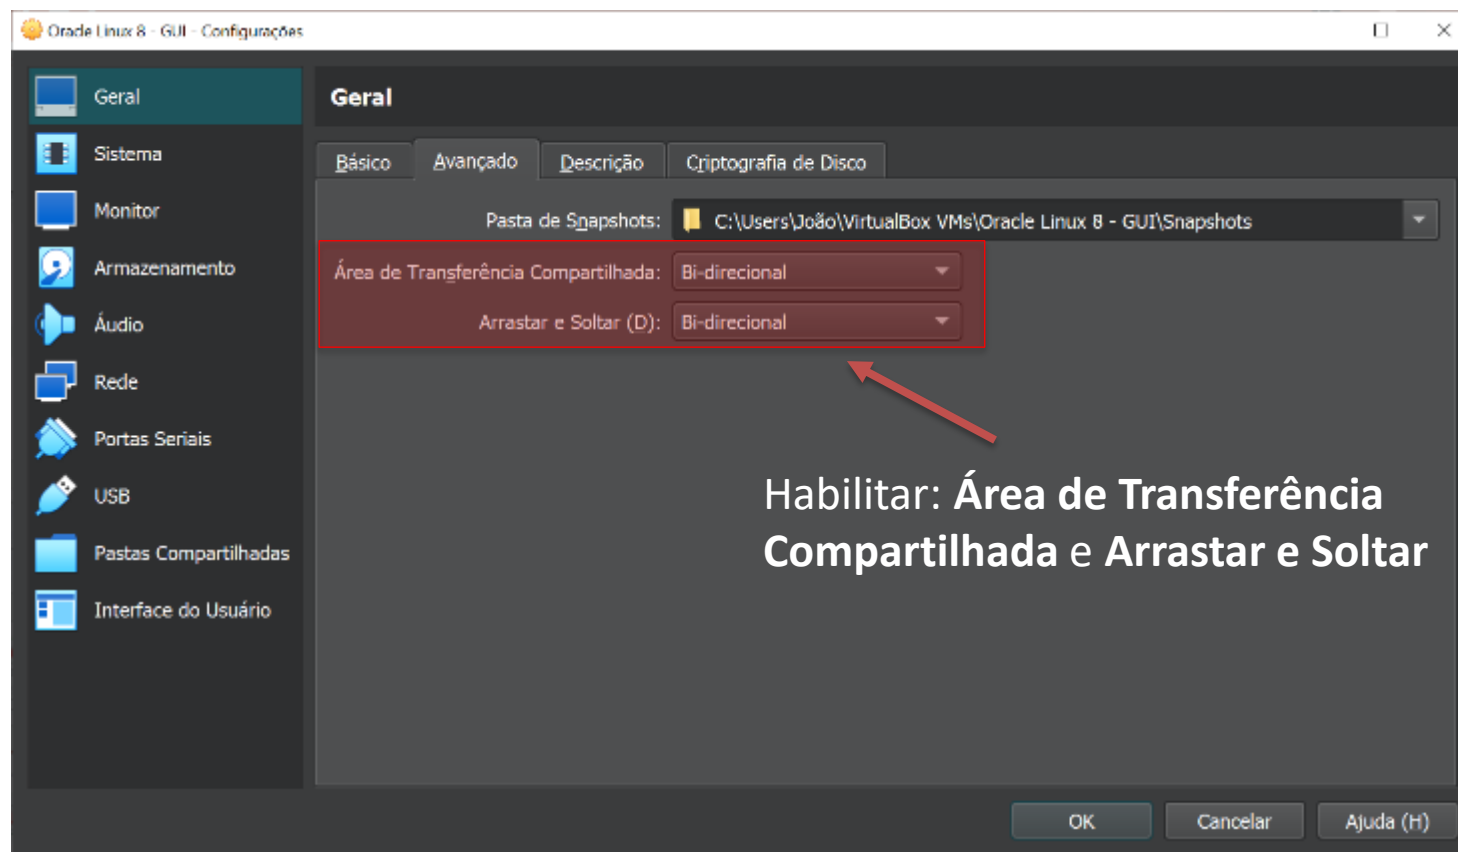 Oracle Linux 8 - GUI - Configurações
Geral
Sistema
Monitor
Armazenamento
Áudio
Rede
Portas Seriais
USB
Pastas Compartilhadas
Interface do Usuário
Geral
Básico Avançado Descrição Criptografia de Disco
Pasta de Snapshots: C:\Users\João\VirtualBox VMs\Oracle Linux 8 - GUI\Snapshots
Área de Transferência Compartilhada: Bi-direcional
Arrastar e Soltar (D): Bi-direcional
Habilitar: Área de Transferência
Compartilhada e Arrastar e Soltar
OK Cancelar Ajuda (H)